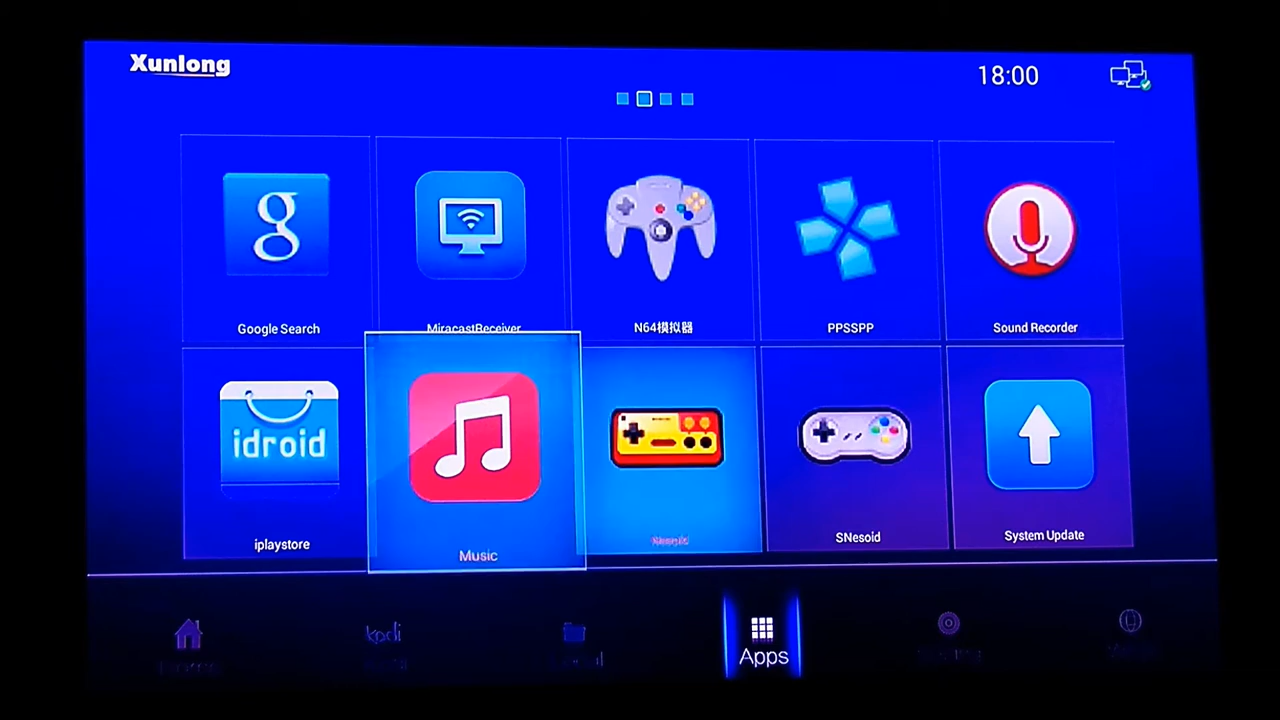 Xunlong
18:00
g
Google Search
MiracastReceiver
N64模拟器
PPSSPP
Sound Recorder
idroid
iplaystore
Music
SNesoid
System Update
kodi
Apps